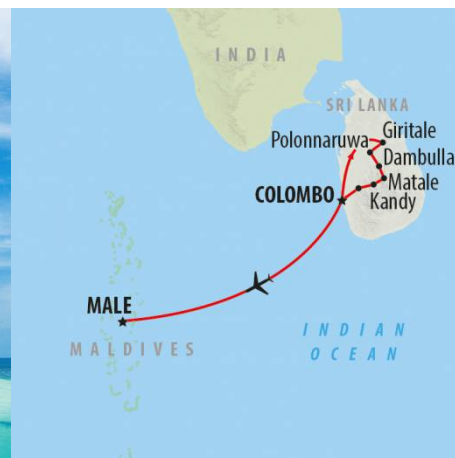 INDIA
SRI LANKA
Polonnaruwa
Giritale
Dambulla
Matale
Kandy
COLOMBO
MALE
MALDIVES
INDIAN
OCEAN